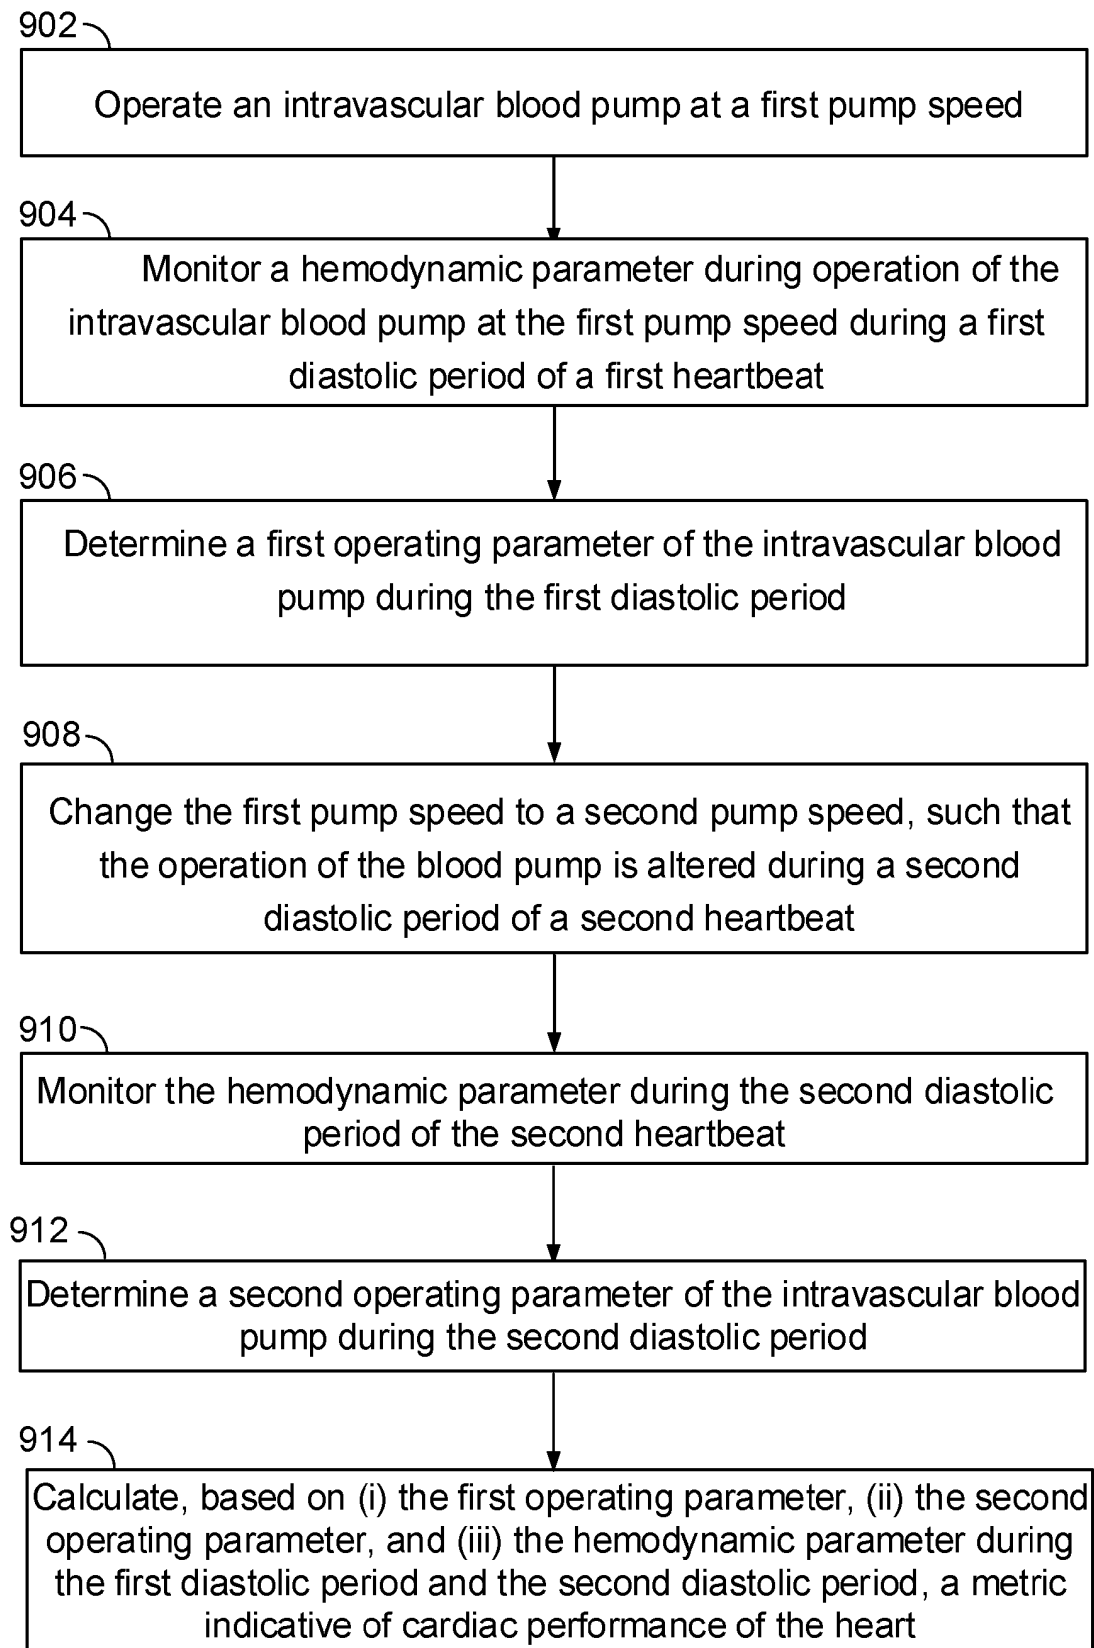 902
Operate an intravascular blood pump at a first pump speed
904
Monitor a hemodynamic parameter during operation of the
intravascular blood pump at the first pump speed during a first
diastolic period of a first heartbeat
906
Determine a first operating parameter of the intravascular blood
pump during the first diastolic period
908
Change the first pump speed to a second pump speed, such that
the operation of the blood pump is altered during a second
diastolic period of a second heartbeat
910
Monitor the hemodynamic parameter during the second diastolic
period of the second heartbeat
912
Determine a second operating parameter of the intravascular blood
pump during the second diastolic period
914
Calculate, based on (i) the first operating parameter, (ii) the second
operating parameter, and (iii) the hemodynamic parameter during
the first diastolic period and the second diastolic period, a metric
indicative of cardiac performance of the heart